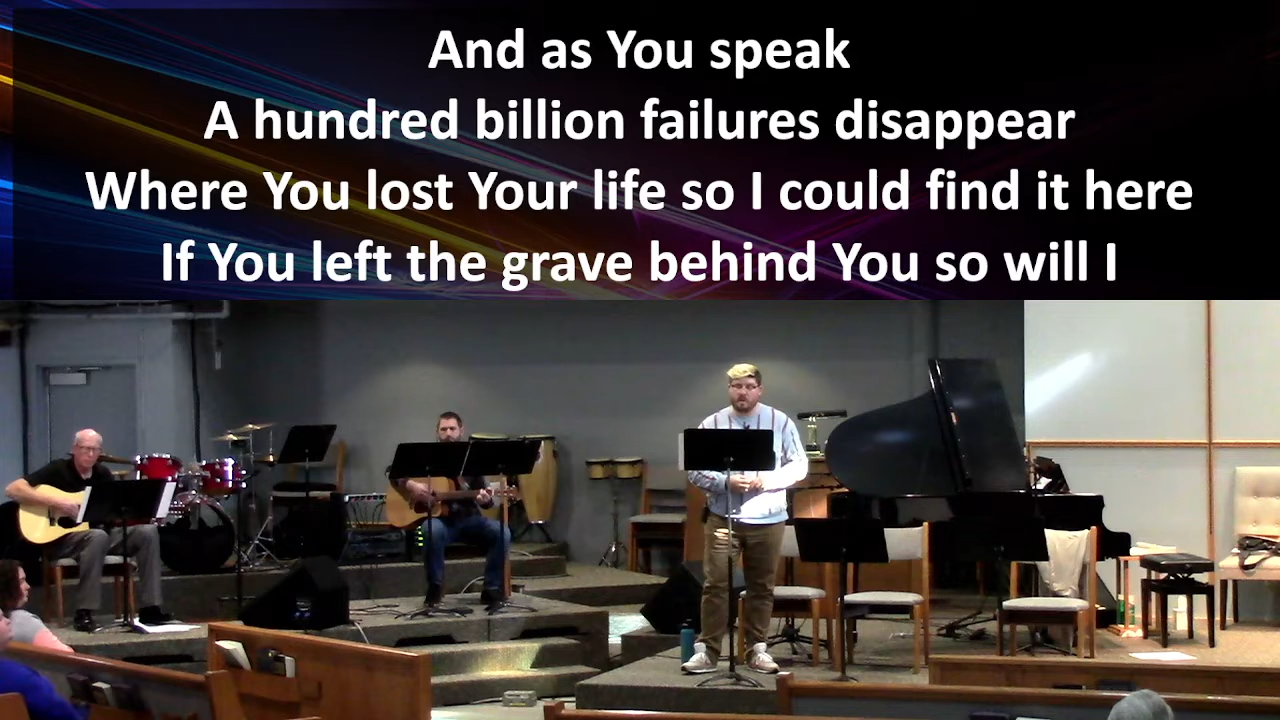 And as You speak
A hundred billion failures disappear
Where You lost Your life so I could find it here
If You left the grave behind You so will I